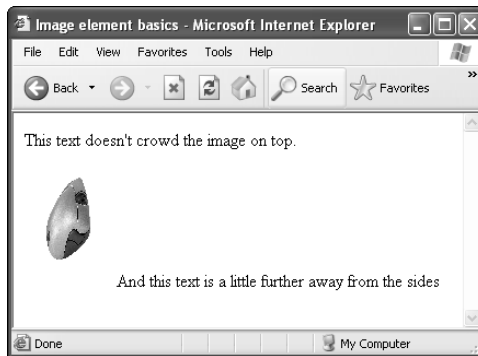 Image element basics - Microsoft Internet Explorer
File Edit View Favorites Tools Help
Back Search Favorites »
This text doesn't crowd the image on top.
And this text is a little further away from the sides
Done My Computer